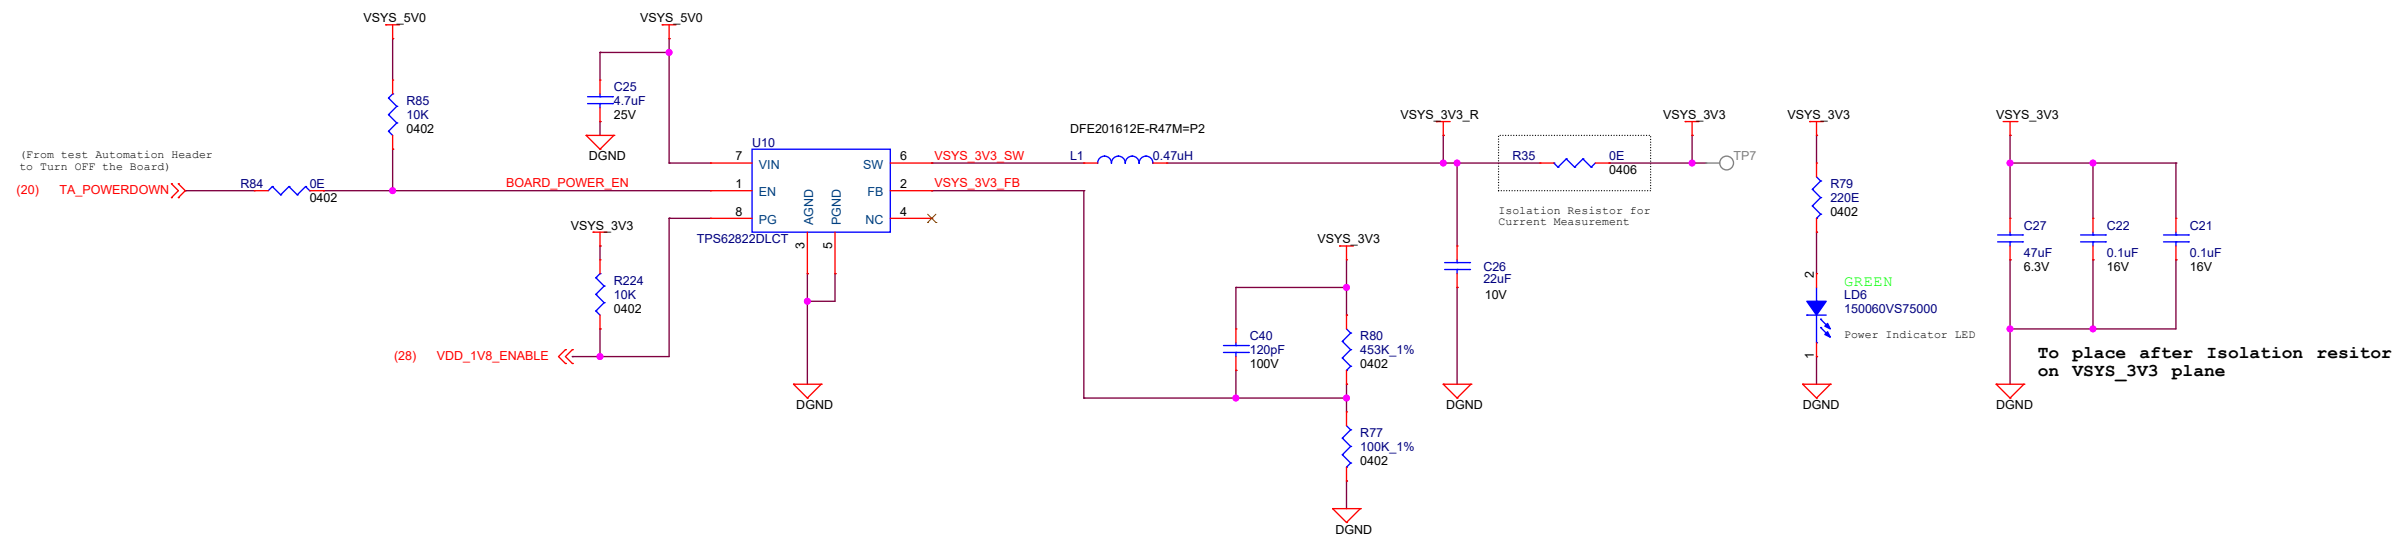 VSYS_5V0
R85
10K
0402
(From test Automation Header
to Turn OFF the Board)
(20) TA_POWERDOWN
R84
0E
0402
BOARD_POWER_EN
VSYS_5V0
C25
4.7uF
25V
DGND
U10
7 VIN
1 EN
8 PG
SW 6
FB 2
NC 4
AGND
PGND
3
5
TPS62822DLCT
DGND
VSYS_3V3
R224
10K
0402
(28) VDD_1V8_ENABLE
VSYS_3V3_SW
VSYS_3V3_FB
DFE201612E-R47M=P2
L1
0.47uH
VSYS_3V3
C40
120pF
100V
R80
453K_1%
0402
R77
100K_1%
0402
DGND
VSYS_3V3_R
C26
22uF
10V
DGND
R35
0E
0406
Isolation Resistor for
Current Measurement
VSYS_3V3
TP7
VSYS_3V3
R79
220E
0402
2
GREEN
LD6
150060VS75000
Power Indicator LED
1
DGND
VSYS_3V3
C27
47uF
6.3V
C22
0.1uF
16V
C21
0.1uF
16V
To place after Isolation resitor
on VSYS_3V3 plane
DGND